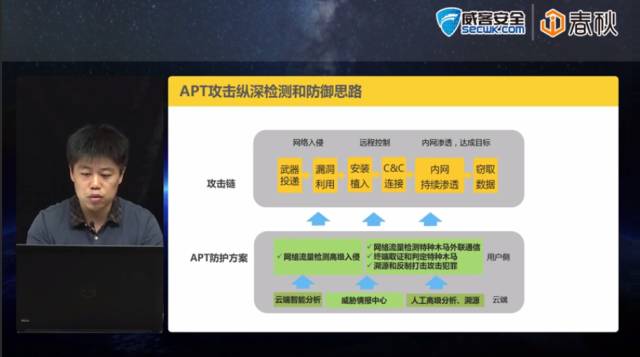 威客安全
secwk.com
春秋
APT攻击纵深检测和防御思路
网络入侵
远程控制
内网渗透，达成目标
攻击链
武器
投递
漏洞
利用
安装
植入
C&C
连接
内网
持续渗透
窃取
数据
APT防护方案
✓网络流量检测高级入侵
✓网络流量检测特种木马外联通信
✓终端取证和判定特种木马
✓溯源和反制打击攻击犯罪
用户侧
云端智能分析
威胁情报中心
人工高级分析、溯源
云端